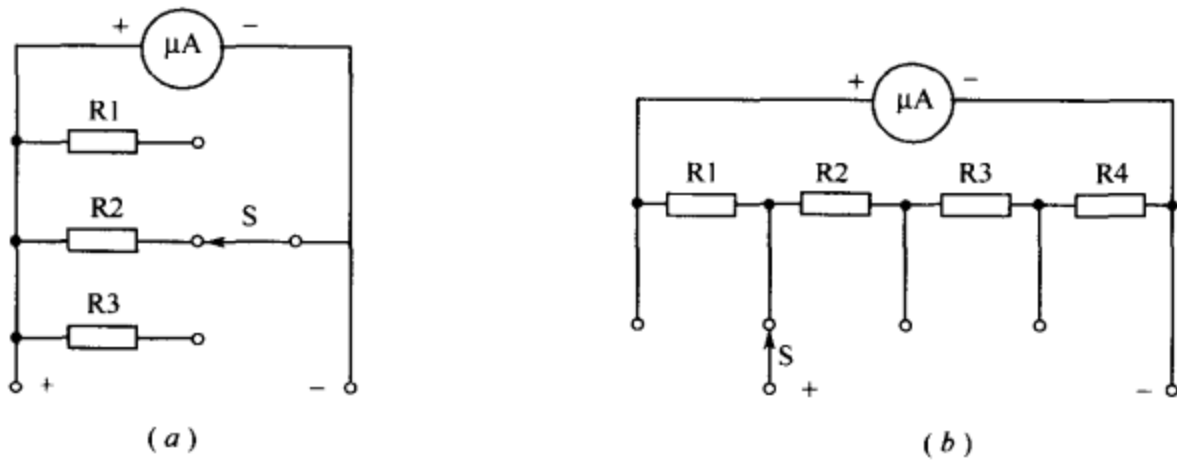 + μA −
R1
R2
S
R3
+ −
(a)
+ μA −
R1 R2 R3 R4
S
+ −
(b)